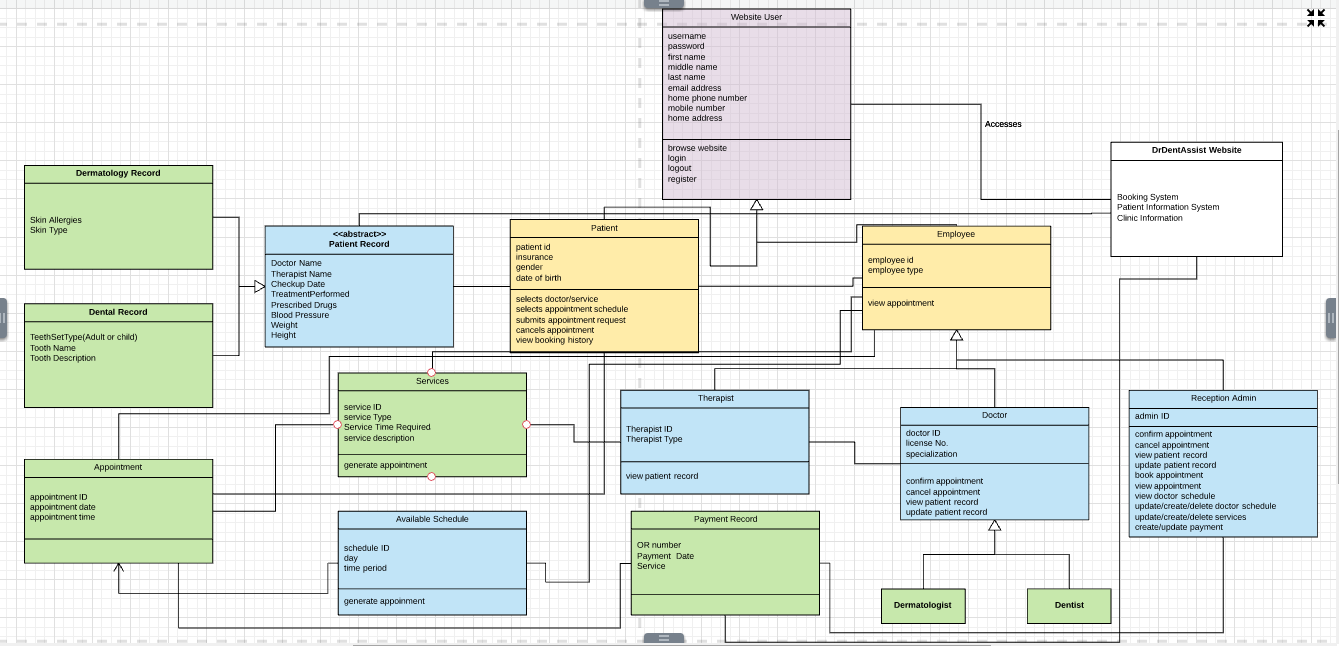 Website User
username
password
first name
middle name
last name
email address
home phone number
mobile number
home address
browse website
login
logout
register
Accesses
DrDentAssist Website
Booking System
Patient Information System
Clinic Information
Dermatology Record
Skin Allergies
Skin Type
<<abstract>>
Patient Record
Doctor Name
Therapist Name
Checkup Date
TreatmentPerformed
Prescribed Drugs
Blood Pressure
Weight
Height
Patient
patient id
insurance
gender
date of birth
selects doctor/service
selects appointment schedule
submits appointment request
cancels appointment
view booking history
Employee
employee id
employee type
view appointment
Dental Record
TeethSetType(Adult or child)
Tooth Name
Tooth Description
Services
service ID
service Type
Service Time Required
service description
generate appointment
Therapist
Therapist ID
Therapist Type
view patient record
Doctor
doctor ID
license No.
specialization
confirm appointment
cancel appointment
view patient record
update patient record
Reception Admin
admin ID
confirm appointment
cancel appointment
view patient record
update patient record
book appointment
view appointment
view doctor schedule
update/create/delete doctor schedule
update/create/delete services
create/update payment
Appointment
appointment ID
appointment date
appointment time
Available Schedule
schedule ID
day
time period
generate appoinment
Payment Record
OR number
Payment Date
Service
Dermatologist
Dentist